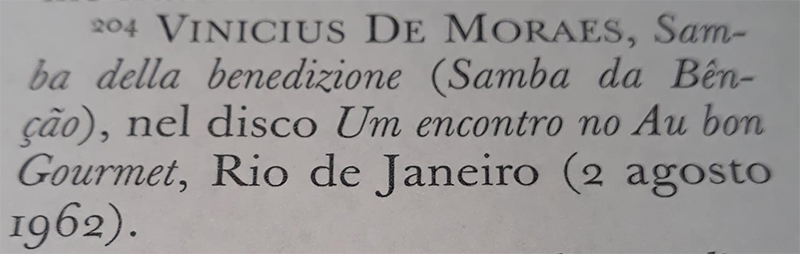 204 VINICIUS DE MORAES, Sam-
ba della benedizione (Samba da Bên-
ção), nel disco Um encontro no Au bon
Gourmet, Rio de Janeiro (2 agosto
1962).